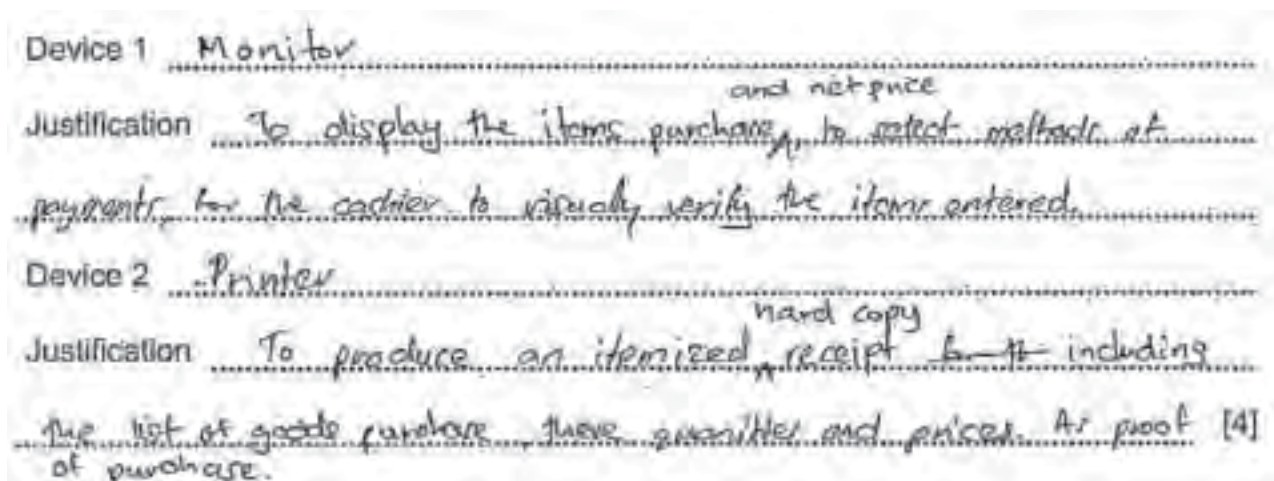 Device 1 Monitor
and net price
Justification To display the items purchase, to select methods of
payments, for the cashier to visually verify the items entered.
Device 2 Printer
hard copy
Justification To produce an itemized receipt including
the list of goods purchase, there quanitites and prices. As proof [4]
of purchase.